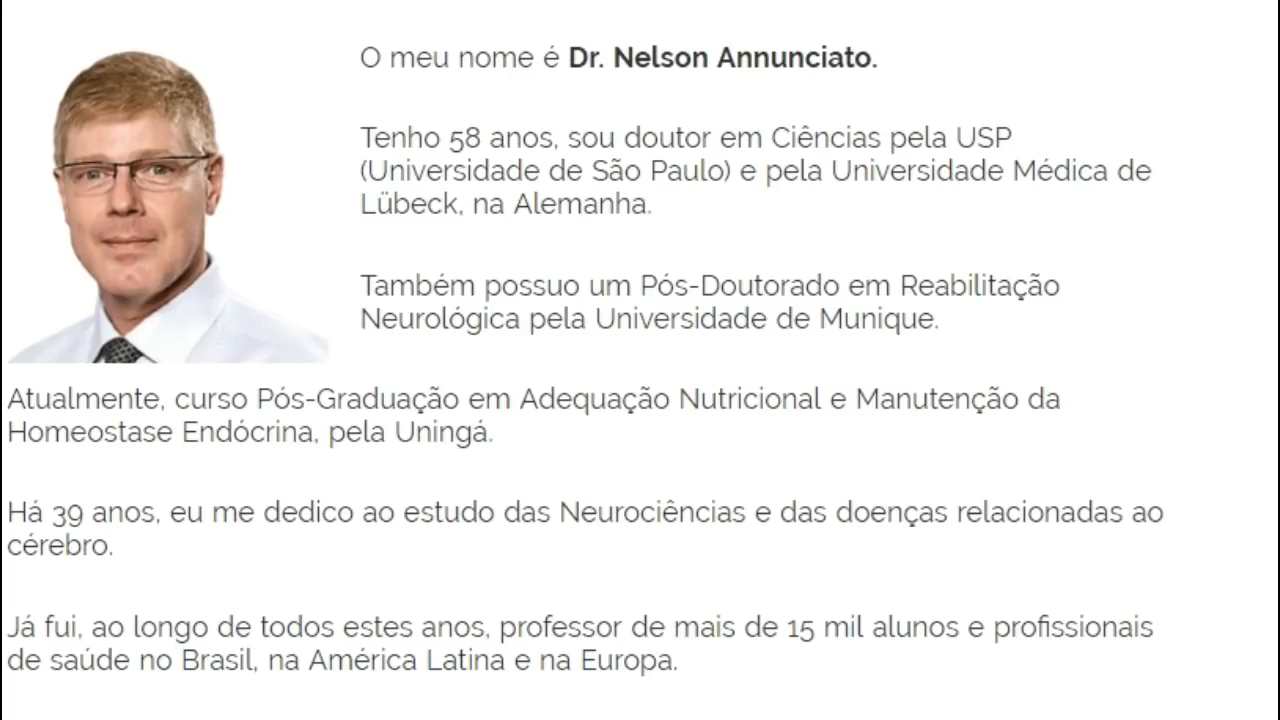 O meu nome é Dr. Nelson Annunciato.
Tenho 58 anos, sou doutor em Ciências pela USP
(Universidade de São Paulo) e pela Universidade Médica de
Lübeck, na Alemanha.
Também possuo um Pós-Doutorado em Reabilitação
Neurológica pela Universidade de Munique.
Atualmente, curso Pós-Graduação em Adequação Nutricional e Manutenção da
Homeostase Endócrina, pela Uningá.
Há 39 anos, eu me dedico ao estudo das Neurociências e das doenças relacionadas ao
cérebro.
Já fui, ao longo de todos estes anos, professor de mais de 15 mil alunos e profissionais
de saúde no Brasil, na América Latina e na Europa.